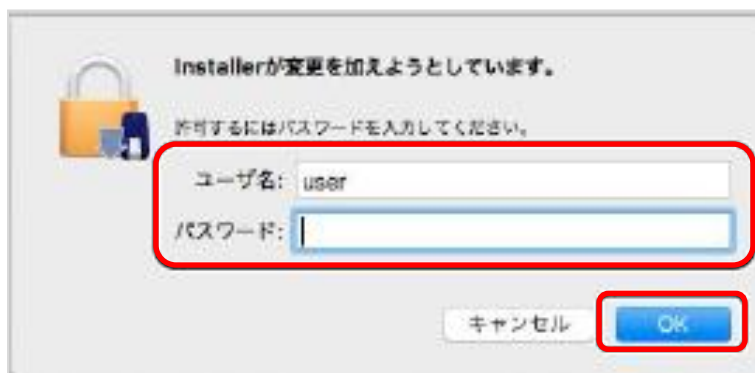 Installerが変更を加えようとしています。
許可するにはパスワードを入力してください。
ユーザ名: user
パスワード:
キャンセル OK